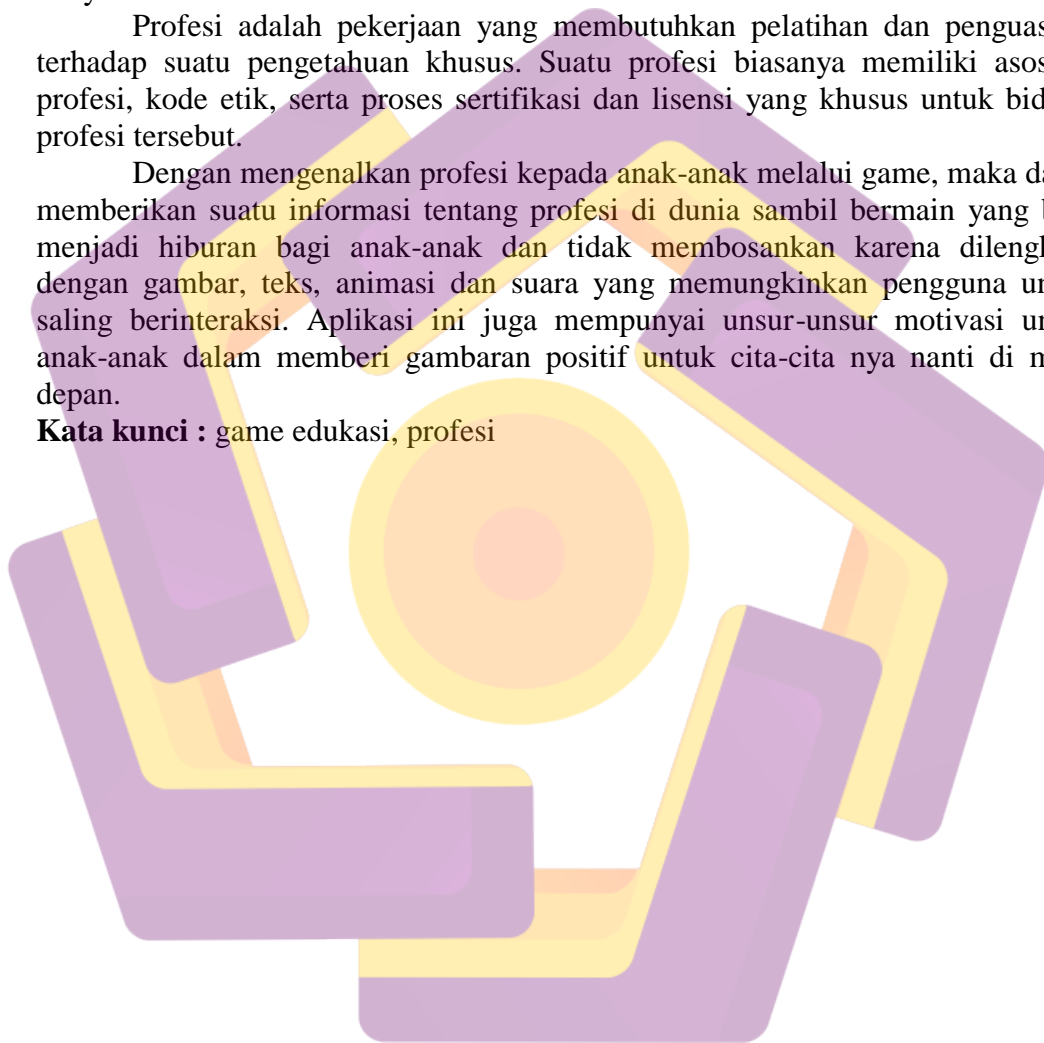 Profesi adalah pekerjaan yang membutuhkan pelatihan dan penguas
terhadap suatu pengetahuan khusus. Suatu profesi biasanya memiliki asos
profesi, kode etik, serta proses sertifikasi dan lisensi yang khusus untuk bid
profesi tersebut.
Dengan mengenalkan profesi kepada anak-anak melalui game, maka da
memberikan suatu informasi tentang profesi di dunia sambil bermain yang b
menjadi hiburan bagi anak-anak dan tidak membosankan karena dilengk
dengan gambar, teks, animasi dan suara yang memungkinkan pengguna un
saling berinteraksi. Aplikasi ini juga mempunyai unsur-unsur motivasi un
anak-anak dalam memberi gambaran positif untuk cita-cita nya nanti di m
depan.
Kata kunci : game edukasi, profesi